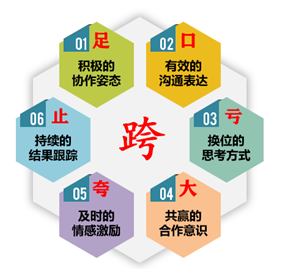 01 足
积极的
协作姿态
02 口
有效的
沟通表达
03 亏
换位的
思考方式
04 大
共赢的
合作意识
05 夸
及时的
情感激励
06 止
持续的
结果跟踪
跨